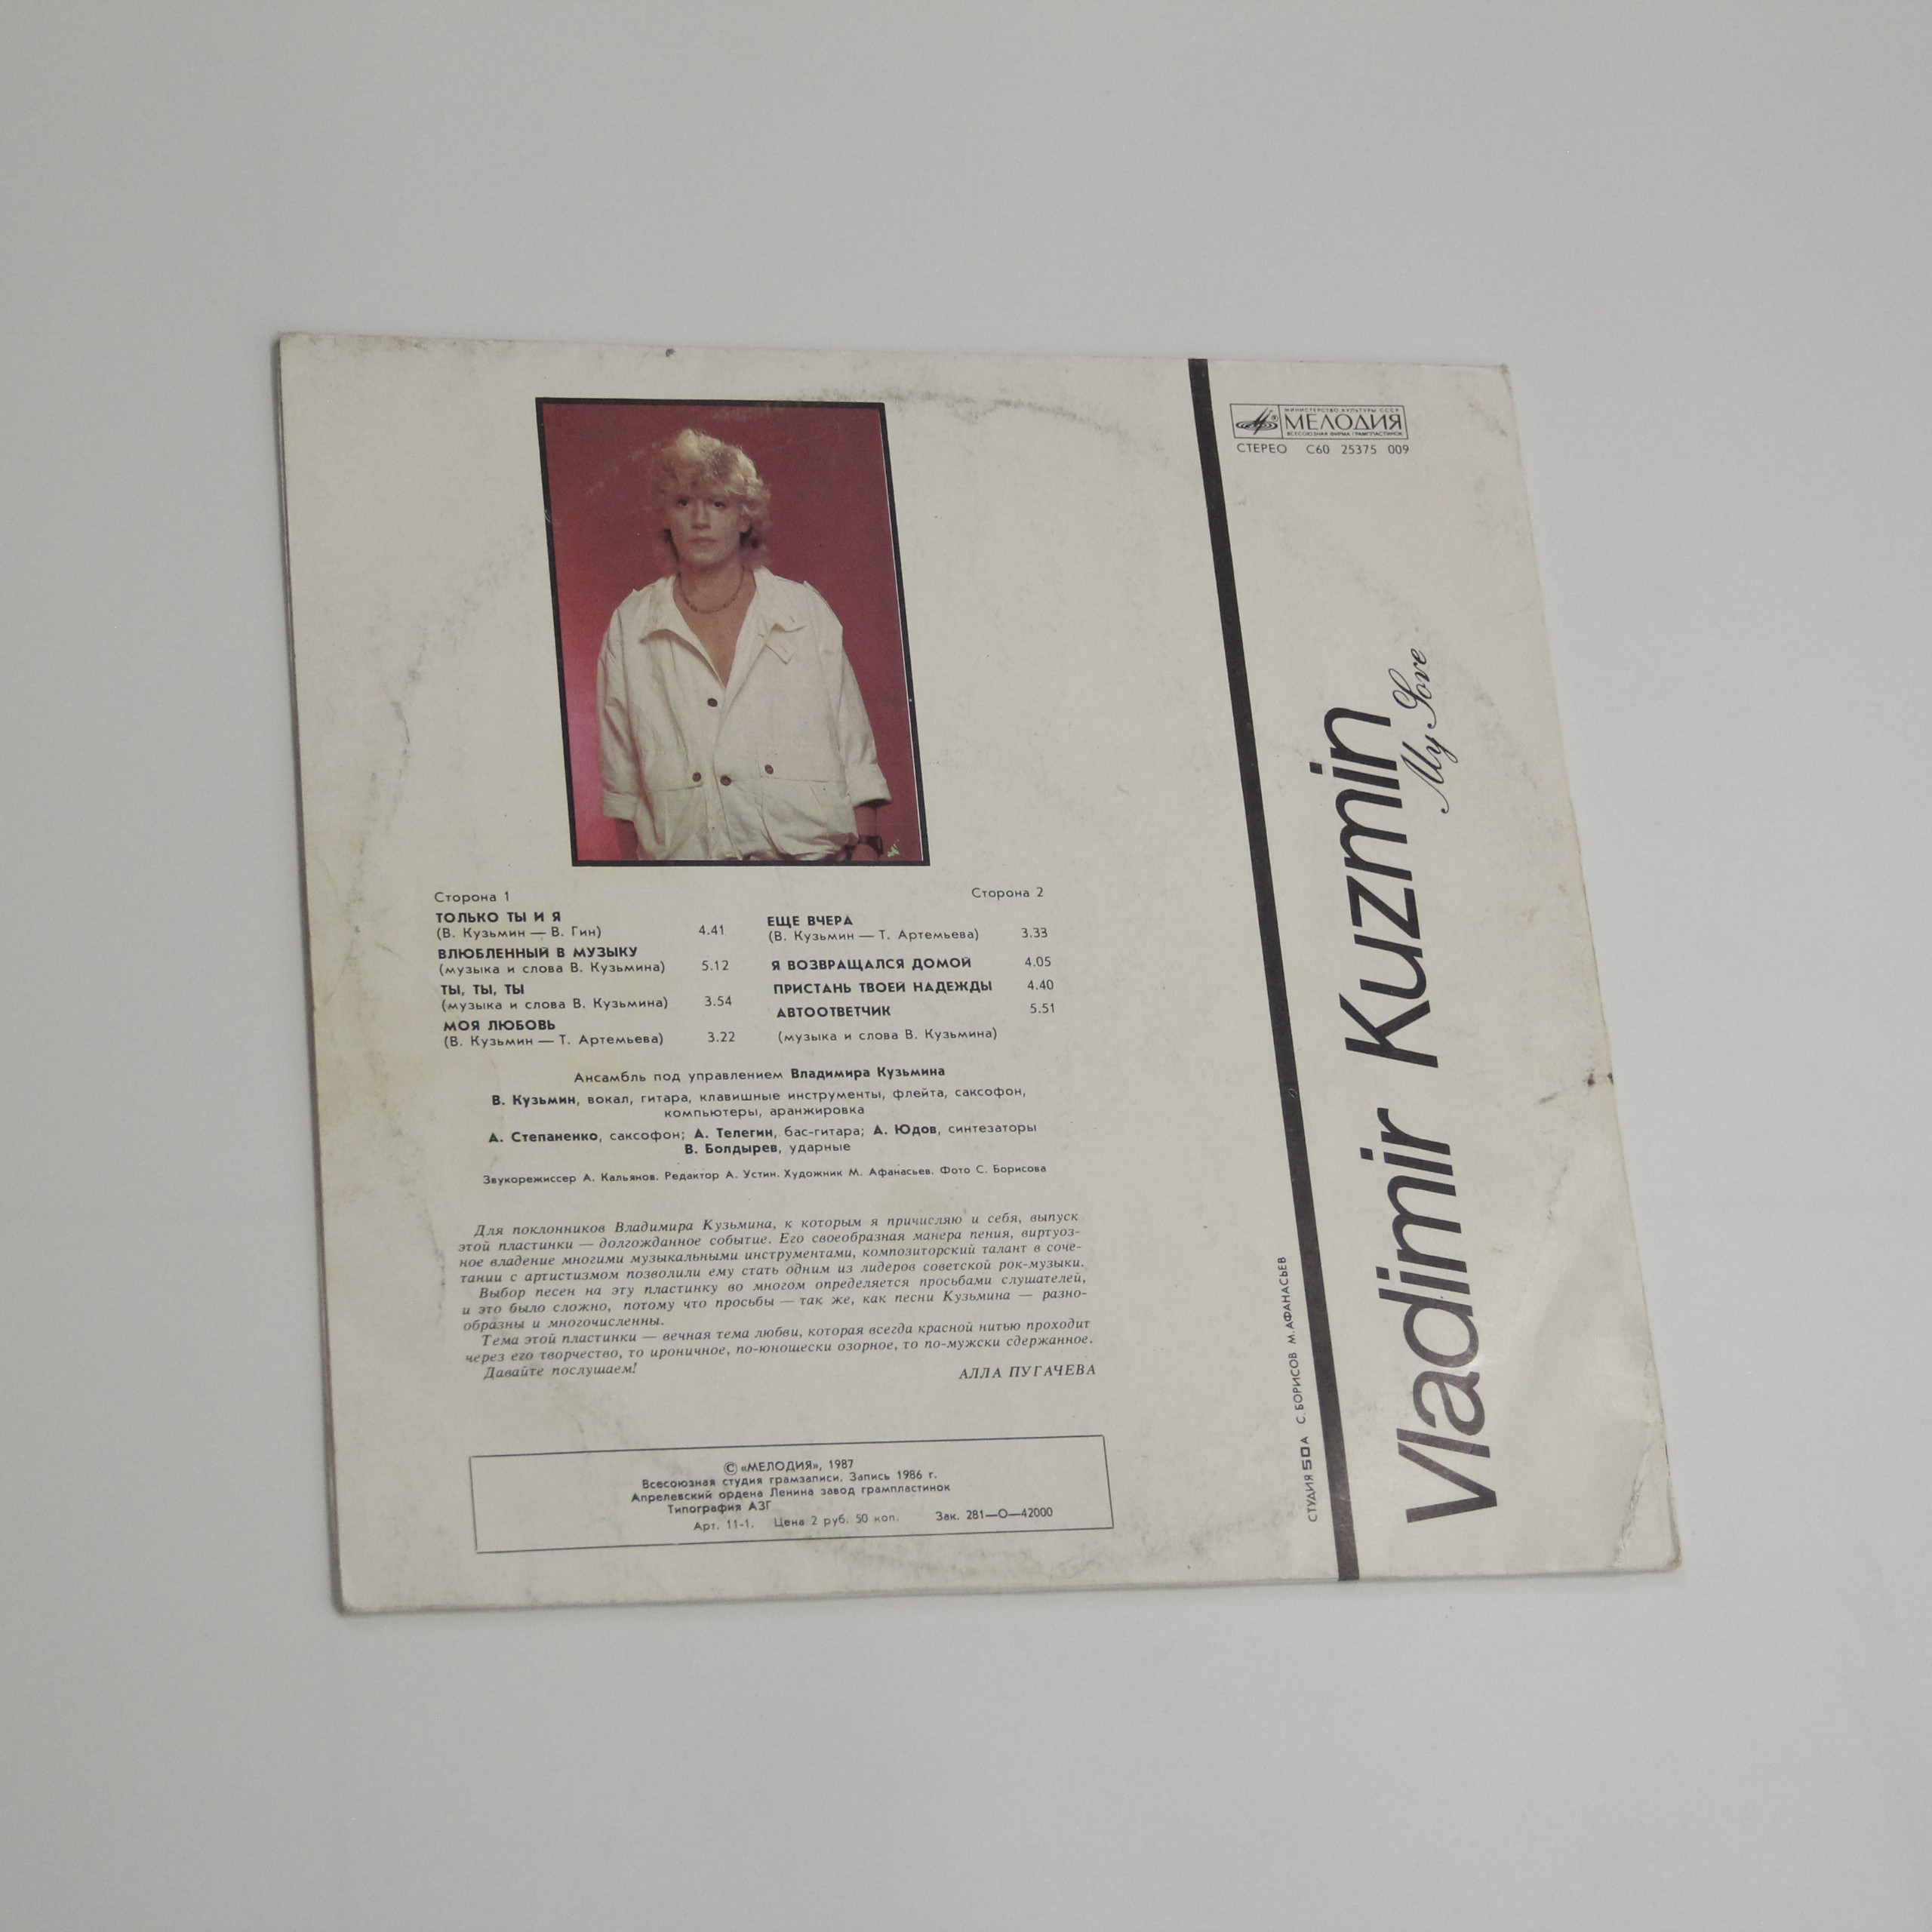 МИНИСТЕРСТВО КУЛЬТУРЫ СССР
МЕЛОДИЯ
ВСЕСОЮЗНАЯ ФИРМА ГРАМПЛАСТИНОК
СТЕРЕО С60 25375 009
Сторона 1
ТОЛЬКО ТЫ И Я
(В. Кузьмин — В. Гин) 4.41
ВЛЮБЛЕННЫЙ В МУЗЫКУ
(музыка и слова В. Кузьмина) 5.12
ТЫ, ТЫ, ТЫ
(музыка и слова В. Кузьмина) 3.54
МОЯ ЛЮБОВЬ
(В. Кузьмин — Т. Артемьева) 3.22
Сторона 2
ЕЩЕ ВЧЕРА
(В. Кузьмин — Т. Артемьева) 3.33
Я ВОЗВРАЩАЛСЯ ДОМОЙ 4.05
ПРИСТАНЬ ТВОЕЙ НАДЕЖДЫ 4.40
АВТООТВЕТЧИК 5.51
(музыка и слова В. Кузьмина)
Ансамбль под управлением Владимира Кузьмина
В. Кузьмин, вокал, гитара, клавишные инструменты, флейта, саксофон,
компьютеры, аранжировка
А. Степаненко, саксофон; А. Телегин, бас-гитара; А. Юдов, синтезаторы
В. Болдырев, ударные
Звукорежиссер А. Кальянов. Редактор А. Устин. Художник М. Афанасьев. Фото С. Борисова
Для поклонников Владимира Кузьмина, к которым я причисляю и себя, выпуск
этой пластинки — долгожданное событие. Его своеобразная манера пения, виртуоз-
ное владение многими музыкальными инструментами, композиторский талант в соче-
тании с артистизмом позволили ему стать одним из лидеров советской рок-музыки.
Выбор песен на эту пластинку во многом определяется просьбами слушателей,
и это было сложно, потому что просьбы — так же, как песни Кузьмина — разно-
образны и многочисленны.
Тема этой пластинки — вечная тема любви, которая всегда красной нитью проходит
через его творчество, то ироничное, по-юношески озорное, то по-мужски сдержанное.
Давайте послушаем!
АЛЛА ПУГАЧЕВА
© «МЕЛОДИЯ», 1987
Всесоюзная студия грамзаписи. Запись 1986 г.
Апрелевский ордена Ленина завод грампластинок
Типография АЗГ
Арт. 11-1. Цена 2 руб. 50 коп. Зак. 281—О—42000
СТУДИЯ 50А С. БОРИСОВ М. АФАНАСЬЕВ
Vladimir Kuzmin
My Love